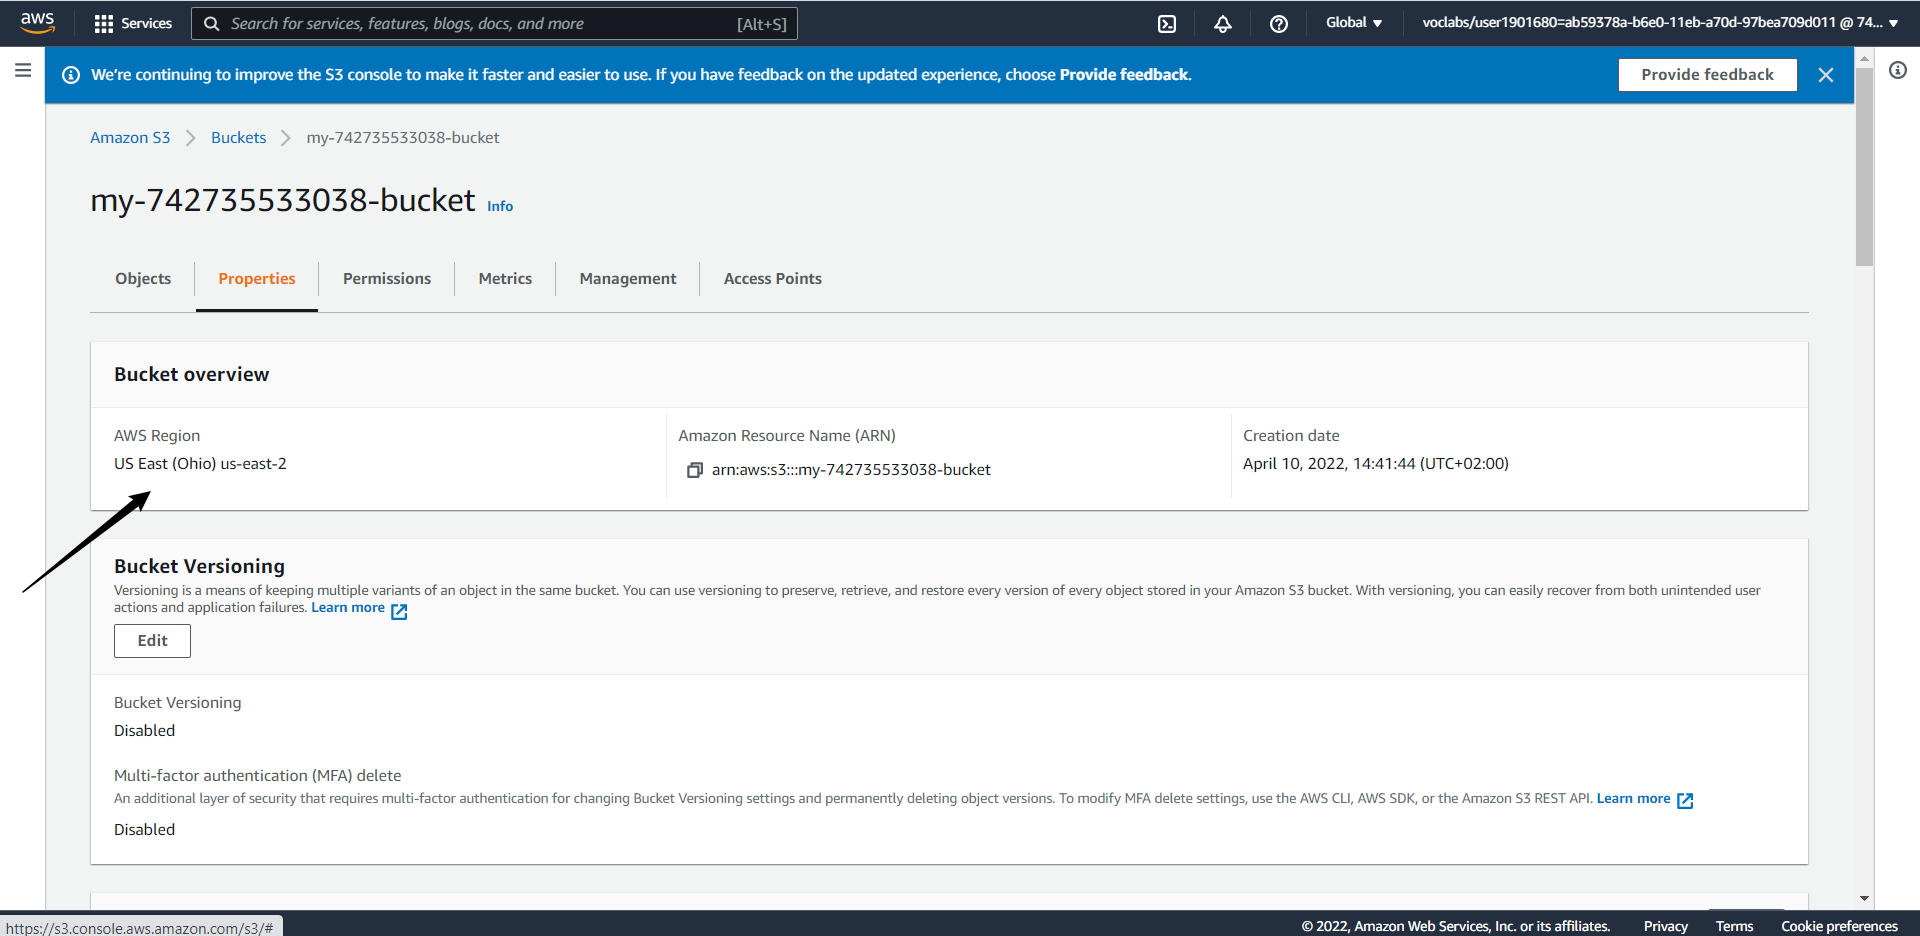 aws
Services
Search for services, features, blogs, docs, and more
[Alt+S]
Global
voclabs/user1901680=ab59378a-b6e0-11eb-a70d-97bea709d011 @ 74...
We're continuing to improve the S3 console to make it faster and easier to use. If you have feedback on the updated experience, choose Provide feedback.
Provide feedback
Amazon S3
Buckets
my-742735533038-bucket
my-742735533038-bucket
Info
Objects
Properties
Permissions
Metrics
Management
Access Points
Bucket overview
AWS Region
US East (Ohio) us-east-2
Amazon Resource Name (ARN)
arn:aws:s3:::my-742735533038-bucket
Creation date
April 10, 2022, 14:41:44 (UTC+02:00)
Bucket Versioning
Versioning is a means of keeping multiple variants of an object in the same bucket. You can use versioning to preserve, retrieve, and restore every version of every object stored in your Amazon S3 bucket. With versioning, you can easily recover from both unintended user
actions and application failures. Learn more
Edit
Bucket Versioning
Disabled
Multi-factor authentication (MFA) delete
An additional layer of security that requires multi-factor authentication for changing Bucket Versioning settings and permanently deleting object versions. To modify MFA delete settings, use the AWS CLI, AWS SDK, or the Amazon S3 REST API. Learn more
Disabled
https://s3.console.aws.amazon.com/s3/#
© 2022, Amazon Web Services, Inc. or its affiliates.
Privacy
Terms
Cookie preferences